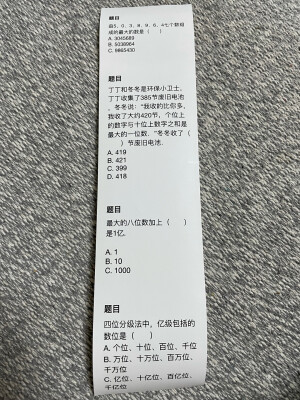 题目
由5、0、3、8、9、6、4七个数组
成的最大的数是（ ）
A. 3045689
B. 9038964
C. 9865430
题目
丁丁和冬冬是环保小卫士，
丁丁收集了385节废旧电池
。冬冬说：“我收的比你多，
我收了大约420节，个位上
的数字与十位上数字之和是
最大的一位数．”冬冬收了（
）节废旧电池．
A. 419
B. 421
C. 399
D. 418
题目
最大的八位数加上（ ）
是1亿.
A. 1
B. 10
C. 1000
题目
四位分级法中，亿级包括的
数位是（ ）
A. 个位、十位、百位、千位
B. 万位、十万位、百万位、
千万位
C. 亿位、十亿位、百亿位、
千亿位